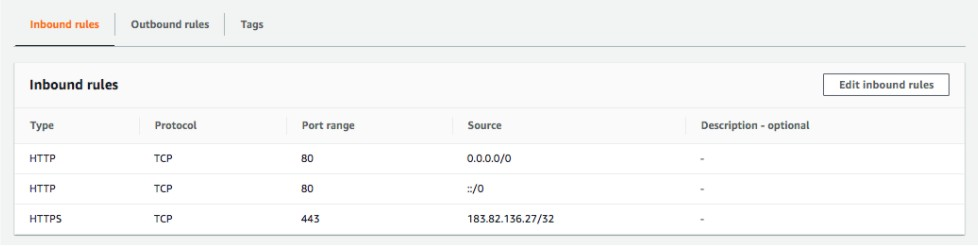 Inbound rules Outbound rules Tags
Inbound rules Edit inbound rules
Type Protocol Port range Source Description - optional
HTTP TCP 80 0.0.0.0/0 -
HTTP TCP 80 ::/0 -
HTTPS TCP 443 183.82.136.27/32 -